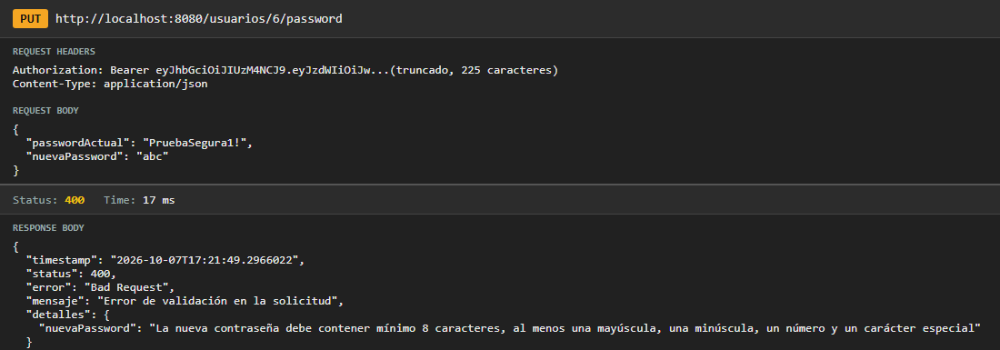 PUT http://localhost:8080/usuarios/6/password
REQUEST HEADERS
Authorization: Bearer eyJhbGciOiJIUzM4NCJ9.eyJzdWIiOiJw...(truncado, 225 caracteres)
Content-Type: application/json
REQUEST BODY
{
  "passwordActual": "PruebaSegura1!",
  "nuevaPassword": "abc"
}
Status: 400 Time: 17 ms
RESPONSE BODY
{
  "timestamp": "2026-10-07T17:21:49.2966022",
  "status": 400,
  "error": "Bad Request",
  "mensaje": "Error de validación en la solicitud",
  "detalles": {
    "nuevaPassword": "La nueva contraseña debe contener mínimo 8 caracteres, al menos una mayúscula, una minúscula, un número y un carácter especial"
  }